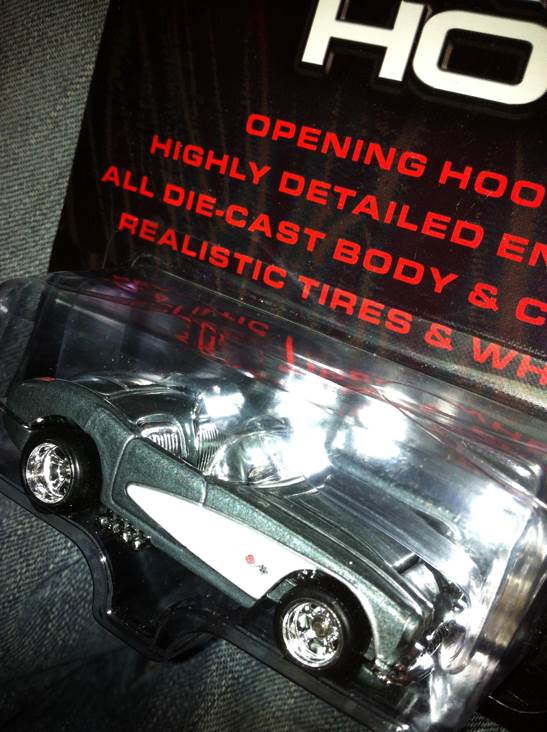 HO
OPENING HOO
HIGHLY DETAILED EN
ALL DIE-CAST BODY & C
REALISTIC TIRES & WH